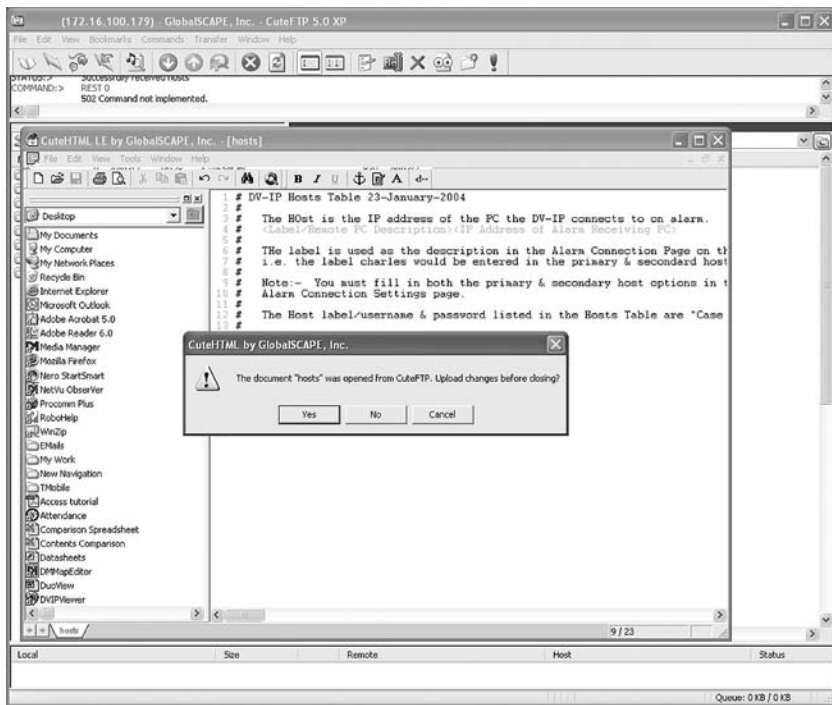 (172.16.100.179) - GlobalSCAPE, Inc. - CuteFTP 5.0 XP
File Edit View Bookmarks Commands Transfer Window Help
STATUS:> Successfully received hosts
COMMAND:> REST 0
502 Command not implemented.
CuteHTML LE by GlobalSCAPE, Inc. - [hosts]
File Edit View Tools Window Help
B I U A
Desktop
My Documents
My Computer
My Network Places
Recycle Bin
Internet Explorer
Microsoft Outlook
Adobe Acrobat 5.0
Adobe Reader 6.0
Media Manager
Mozilla Firefox
Nero StartSmart
NetVu ObserVer
Procomm Plus
RoboHelp
WinZip
EMails
My Work
New Navigation
TMobile
Access tutorial
Attendance
Comparison Spreadsheet
Contents Comparison
Datasheets
DMMapEditor
DuoView
DVIPViewer
hosts
1 # DV-IP Hosts Table 23-January-2004
2 #
3 # The HOst is the IP address of the PC the DV-IP connects to on alarm.
4 # <Label/Remote PC Description><IP Address of Alarm Receiving PC>
5 #
6 # THe label is used as the description in the Alarm Connection Page on th
7 # i.e. the label charles would be entered in the primary & secondard host
8 #
9 # Note:- You must fill in both the primary & secondary host options in t
10 # Alarm Connection Settings page.
11 #
12 # The Host label/username & password listed in the Hosts Table are "Case
13 #
CuteHTML by GlobalSCAPE, Inc.
The document "hosts" was opened from CuteFTP. Upload changes before closing?
Yes No Cancel
9 / 23
Local Size Remote Host Status
Queue: 0 KB / 0 KB